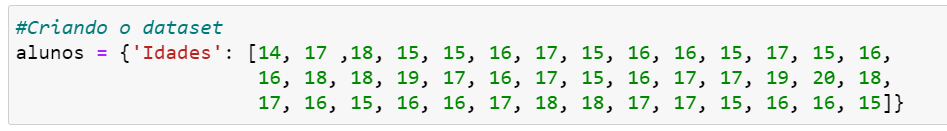 #Criando o dataset
alunos = {'Idades': [14, 17 ,18, 15, 15, 16, 17, 15, 16, 16, 15, 17, 15, 16,
16, 18, 18, 19, 17, 16, 17, 15, 16, 17, 17, 19, 20, 18,
17, 16, 15, 16, 16, 17, 18, 18, 17, 17, 15, 16, 16, 15]}